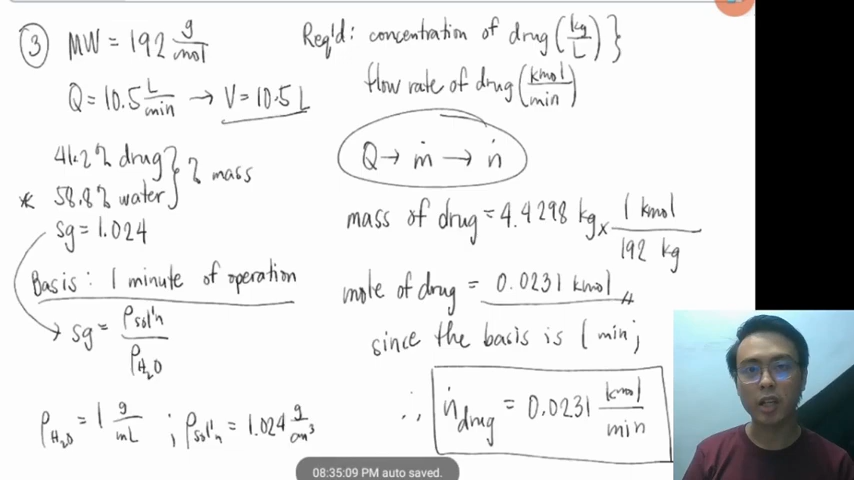 ③ MW = 192 g/mol
Q = 10.5 L/min → V = 10.5 L
41.2% drug } % mass
* 58.8% water
sg = 1.024
Basis: 1 minute of operation
→ sg = ρsol'n / ρH₂O
ρH₂O = 1 g/mL ; ρsol'n = 1.024 g/cm³
Req'd: concentration of drug (kg/L) }
flow rate of drug (kmol/min)
Q → ṁ → ṅ
mass of drug = 4.4298 kg × 1 kmol / 192 kg
mole of drug = 0.0231 kmol //
since the basis is 1 min;
∴ ṅdrug = 0.0231 kmol/min
08:35:09 PM auto saved.